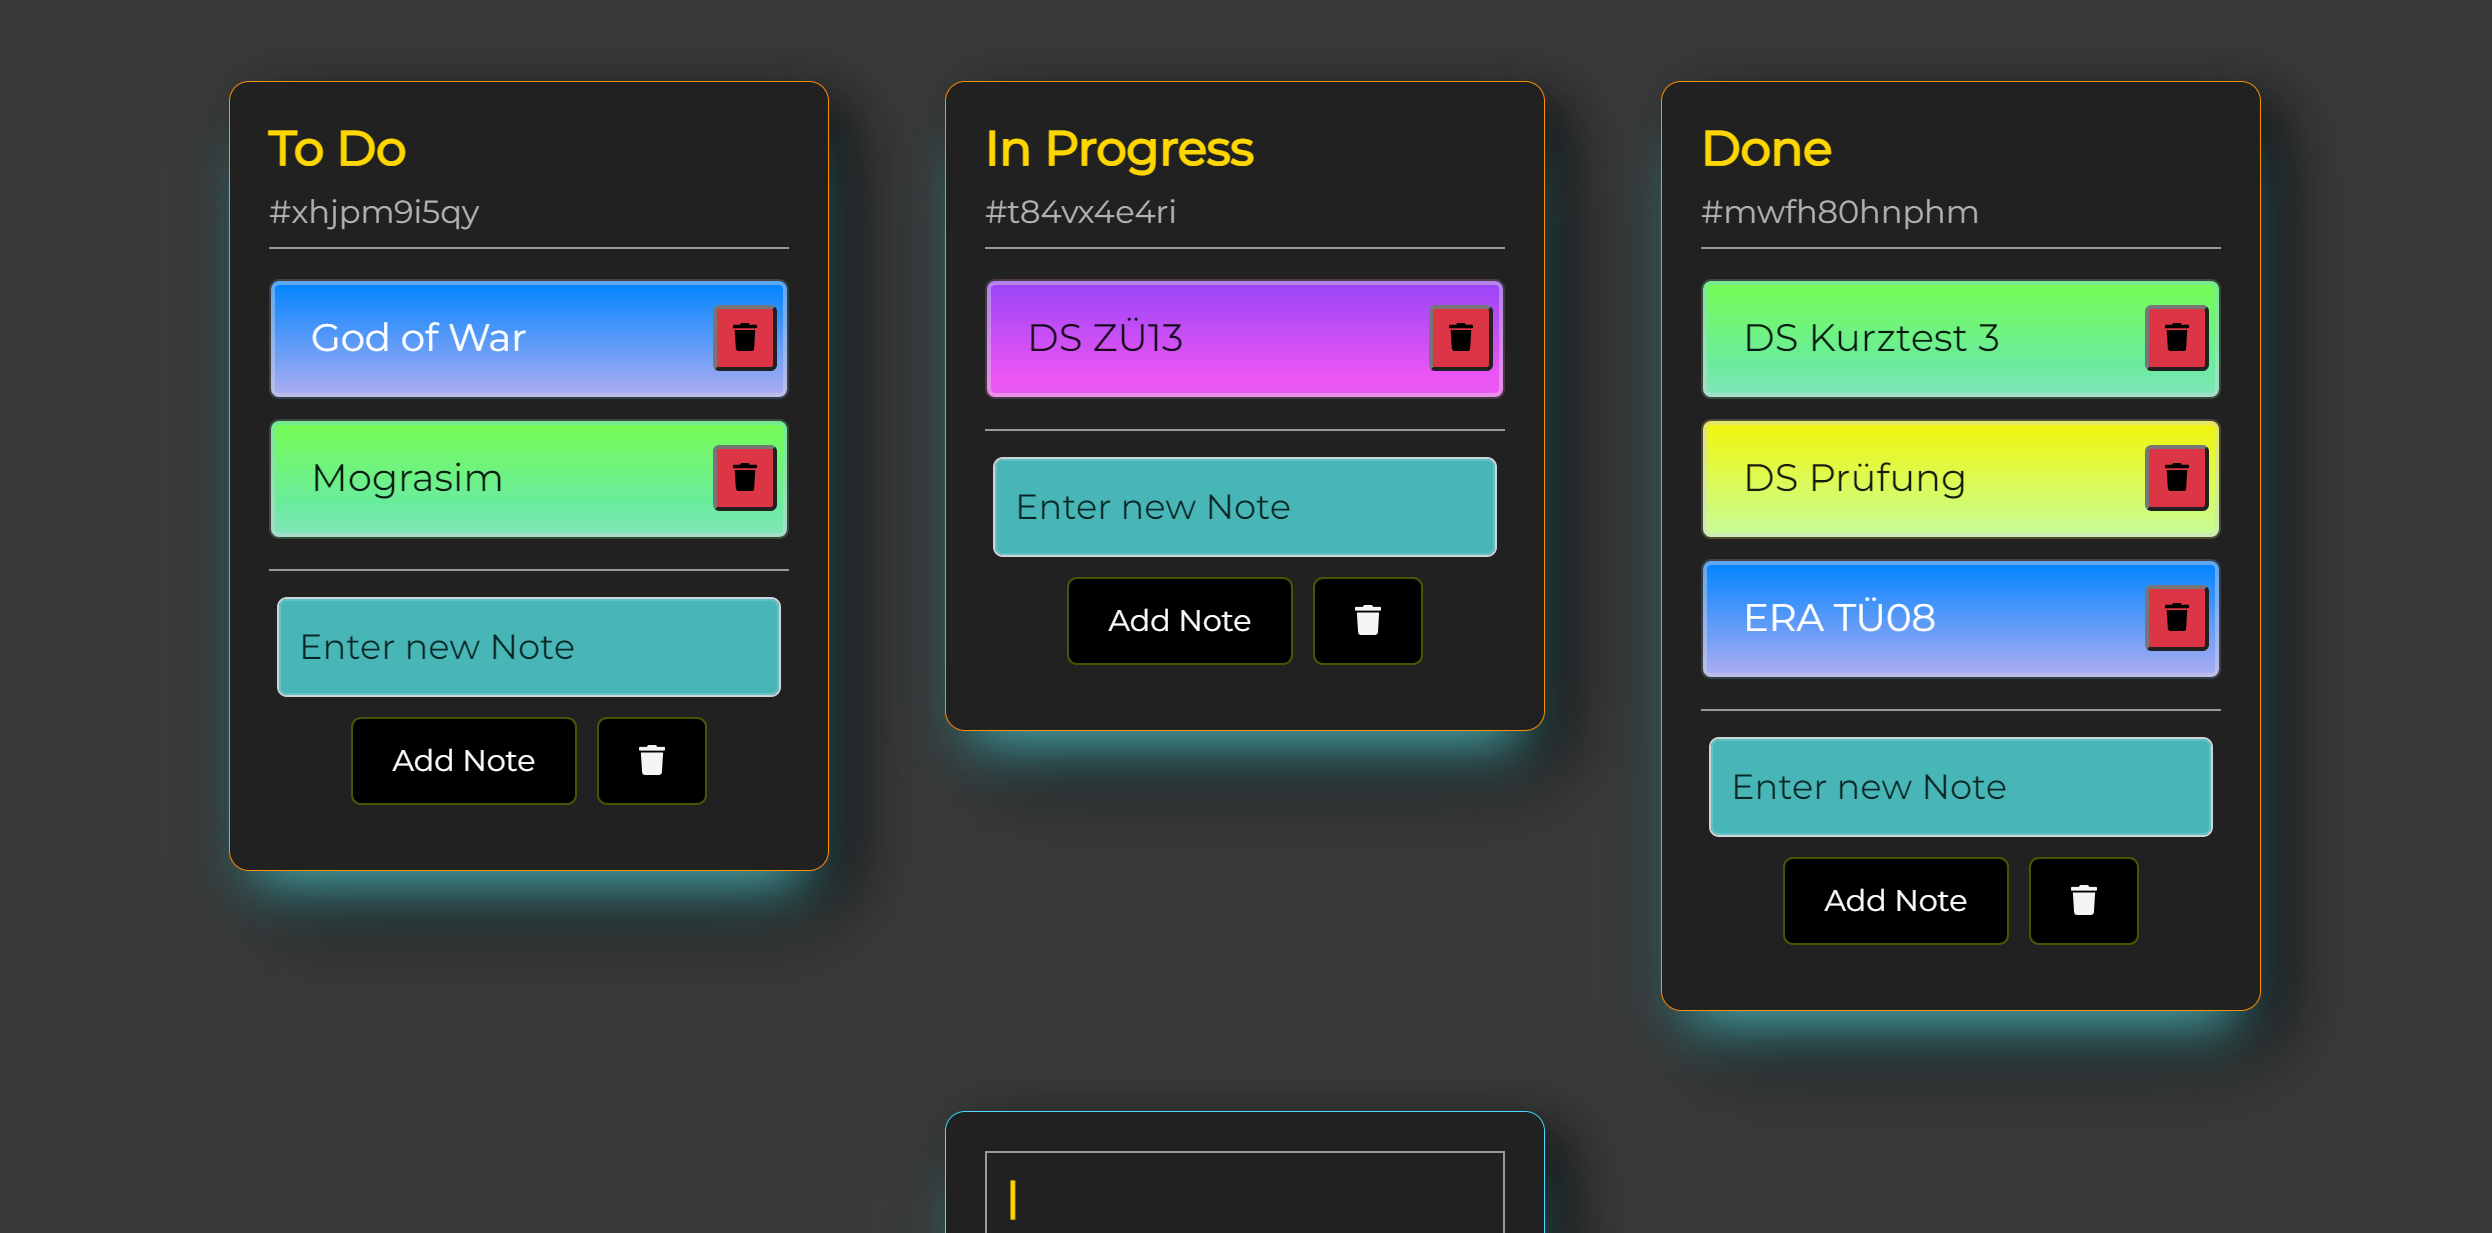 To Do
#xhjpm9i5qy
God of War
Mograsim
Enter new Note
Add Note
In Progress
#t84vx4e4ri
DS ZÜ13
Enter new Note
Add Note
Done
#mwfh80hnphm
DS Kurztest 3
DS Prüfung
ERA TÜ08
Enter new Note
Add Note